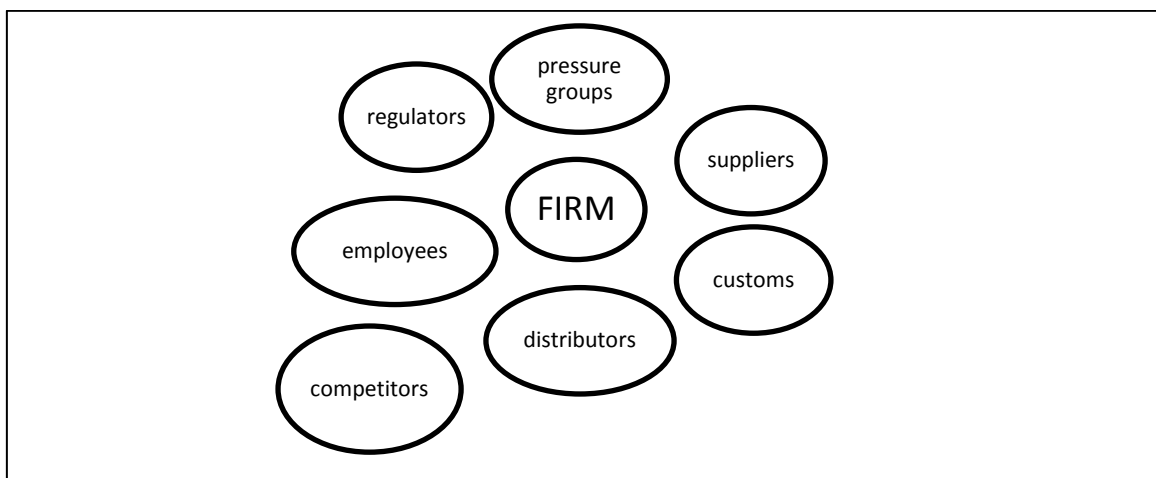 pressure
groups
regulators
suppliers
FIRM
employees
customs
distributors
competitors